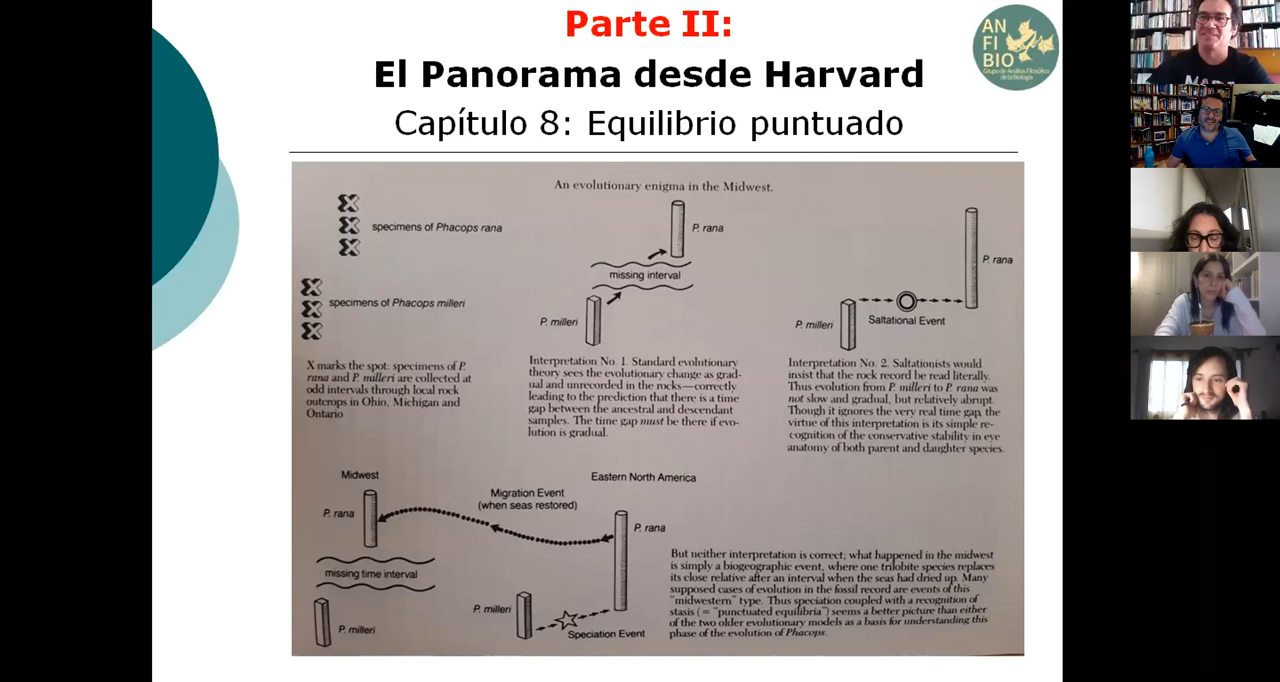 Parte II:
El Panorama desde Harvard
Capítulo 8: Equilibrio puntuado
AN
FI
BIO
Grupo de Análisis Filosófico
de la Biología
An evolutionary enigma in the Midwest.
specimens of Phacops rana
specimens of Phacops milleri
X marks the spot: specimens of P.
rana and P. milleri are collected at
odd intervals through local rock
outcrops in Ohio, Michigan and
Ontario
P. rana
missing interval
P. milleri
Interpretation No. 1. Standard evolutionary
theory sees the evolutionary change as grad-
ual and unrecorded in the rocks—correctly
leading to the prediction that there is a time
gap between the ancestral and descendant
samples. The time gap must be there if evo-
lution is gradual.
P. rana
P. milleri
Saltational Event
Interpretation No. 2. Saltationists would
insist that the rock record be read literally.
Thus evolution from P. milleri to P. rana was
not slow and gradual, but relatively abrupt.
Though it ignores the very real time gap, the
virtue of this interpretation is its simple re-
cognition of the conservative stability in eye
anatomy of both parent and daughter species.
Midwest
Eastern North America
Migration Event
(when seas restored)
P. rana
P. rana
missing time interval
P. milleri
P. milleri
Speciation Event
But neither interpretation is correct; what happened in the midwest
is simply a biogeographic event, where one trilobite species replaces
its close relative after an interval when the seas had dried up. Many
supposed cases of evolution in the fossil record are events of this
"midwestern" type. Thus speciation coupled with a recognition of
stasis (= "punctuated equilibria") seems a better picture than either
of the two older evolutionary models as a basis for understanding this
phase of the evolution of Phacops.